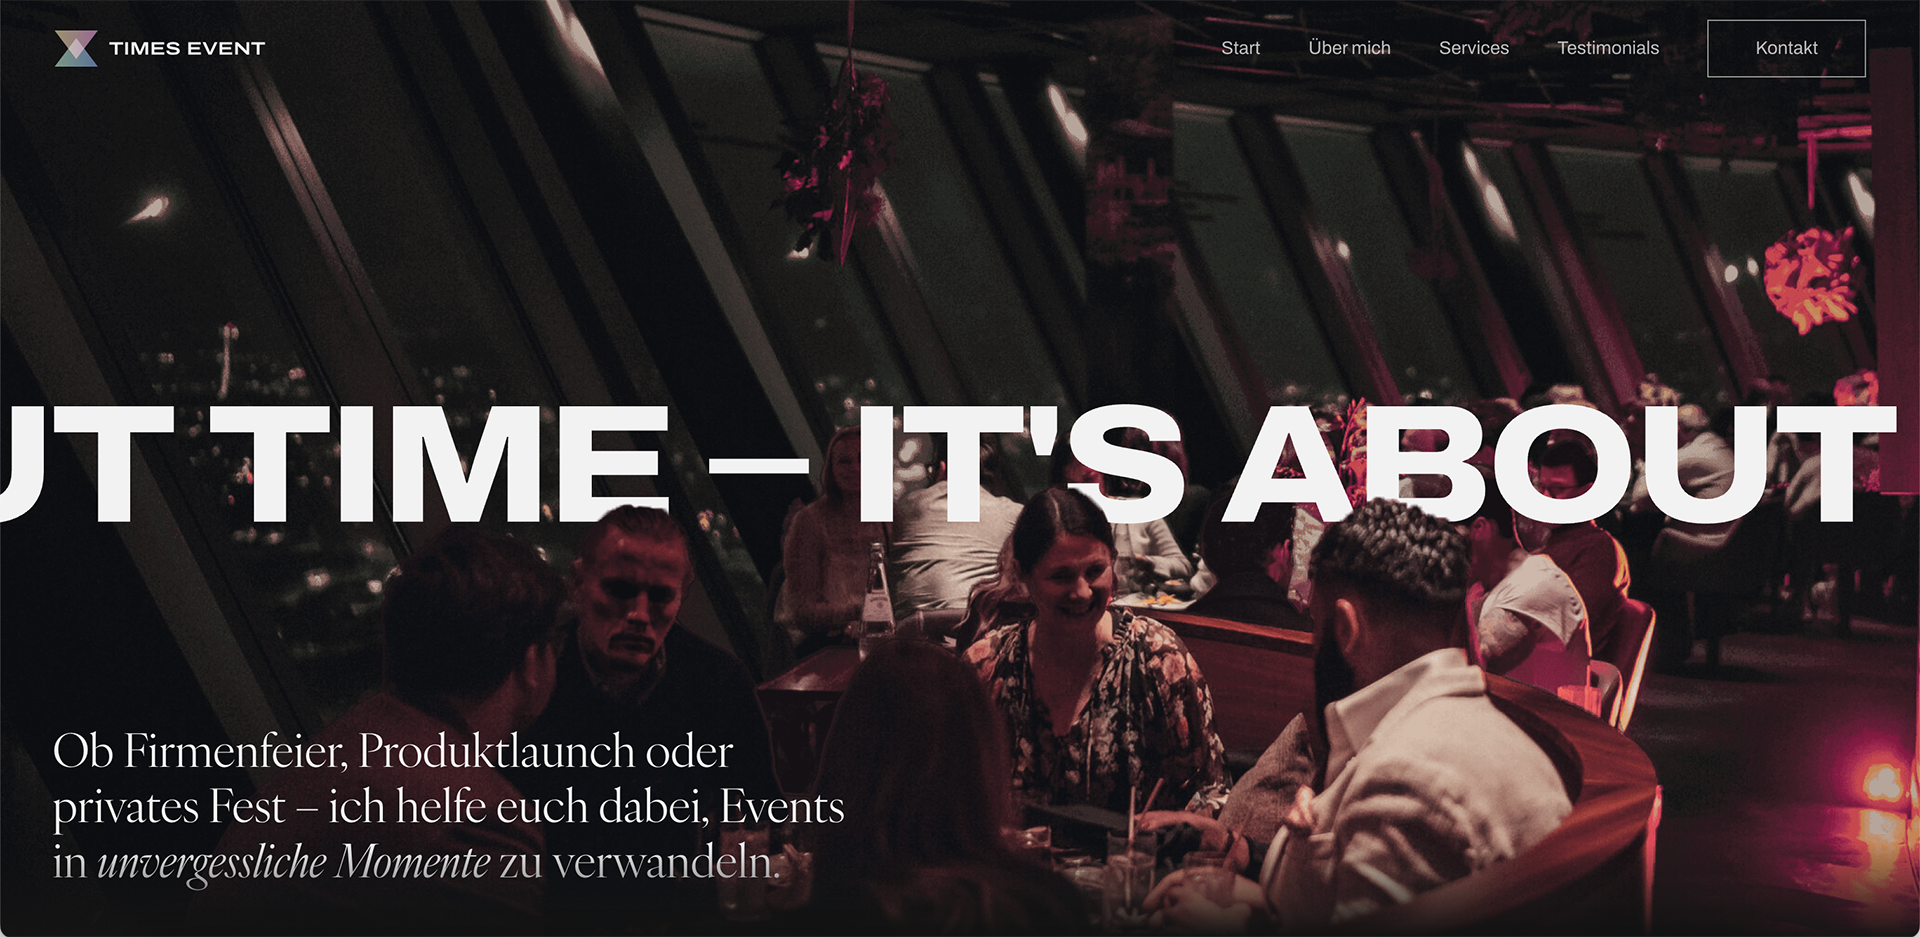 TIMES EVENT
Start
Über mich
Services
Testimonials
Kontakt
UT TIME — IT'S ABOUT
Ob Firmenfeier, Produktlaunch oder
privates Fest – ich helfe euch dabei, Events
in unvergessliche Momente zu verwandeln.